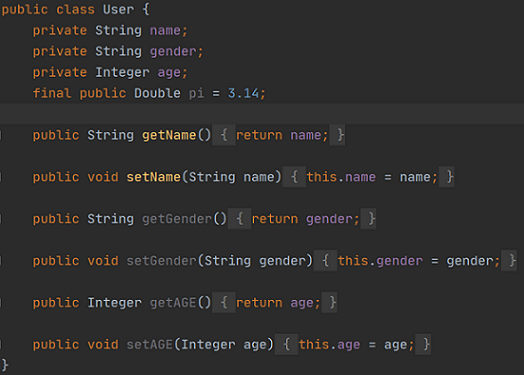 public class User {
private String name;
private String gender;
private Integer age;
final public Double pi = 3.14;
public String getName() { return name; }
public void setName(String name) { this.name = name; }
public String getGender() { return gender; }
public void setGender(String gender) { this.gender = gender; }
public Integer getAGE() { return age; }
public void setAGE(Integer age) { this.age = age; }
}